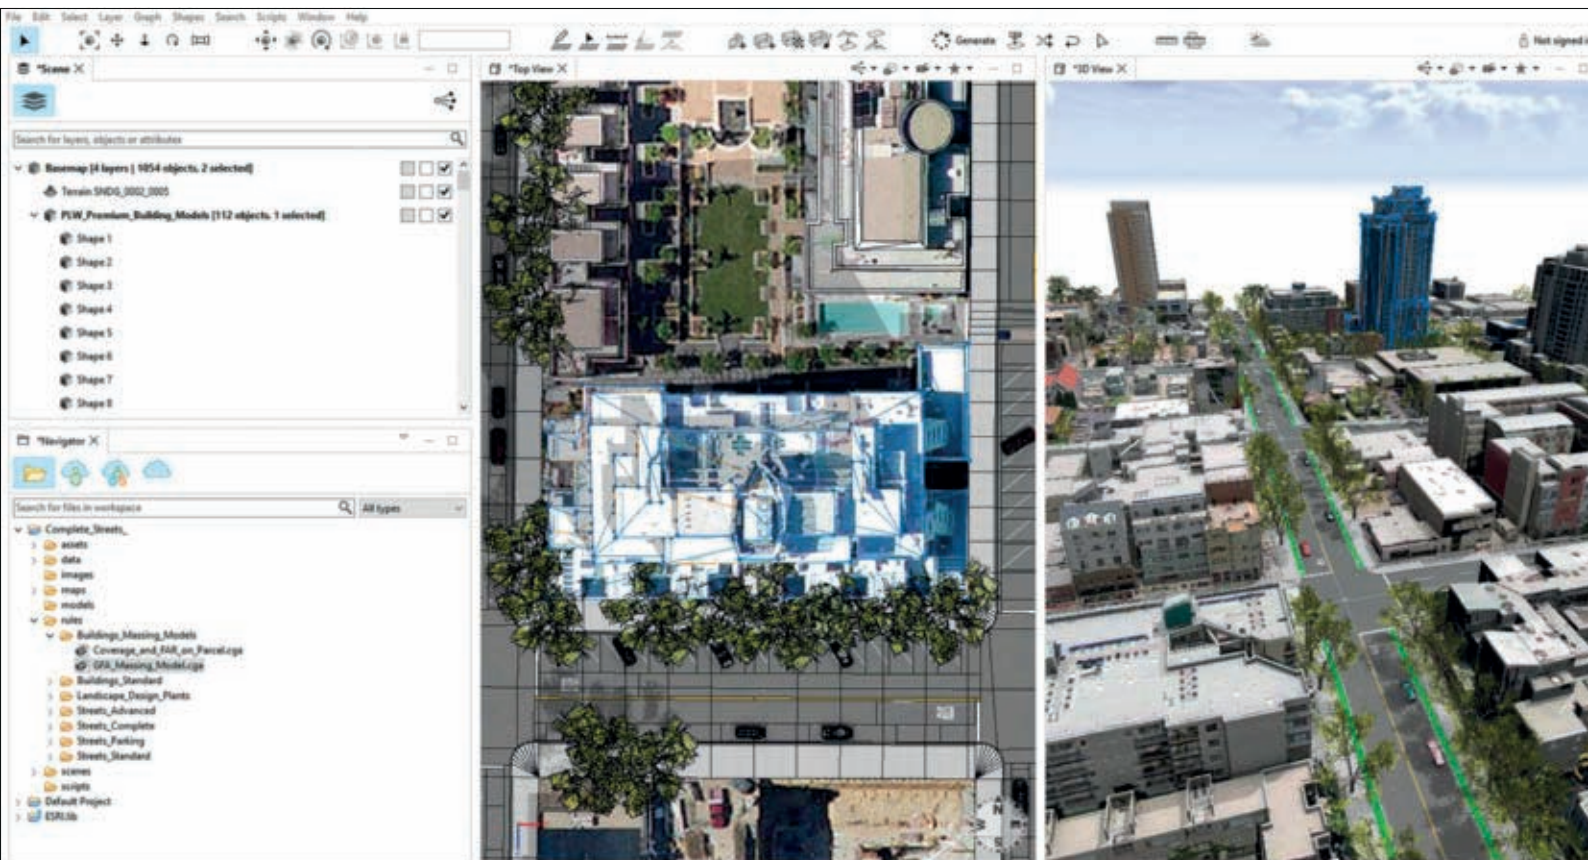 File Edit Select Layer Graph Shapes Search Scripts Window Help
Generate
Not signed i
*Scene
Search for layers, objects or attributes
Basemap [4 layers | 1054 objects, 2 selected]
Terrain SNDG_0002_0005
PLW_Premium_Building_Models [112 objects, 1 selected]
Shape 1
Shape 2
Shape 3
Shape 4
Shape 5
Shape 6
Shape 7
Shape 8
*Navigator
Search for files in workspace
All types
Complete_Streets_
assets
data
images
maps
models
rules
Buildings_Massing_Models
Coverage_and_FAR_on_Parcel.cga
GFA_Massing_Model.cga
Buildings_Standard
Landscape_Design_Plants
Streets_Advanced
Streets_Complete
Streets_Parking
Streets_Standard
scenes
scripts
Default Project
ESRI.lib
*Top View
*3D View